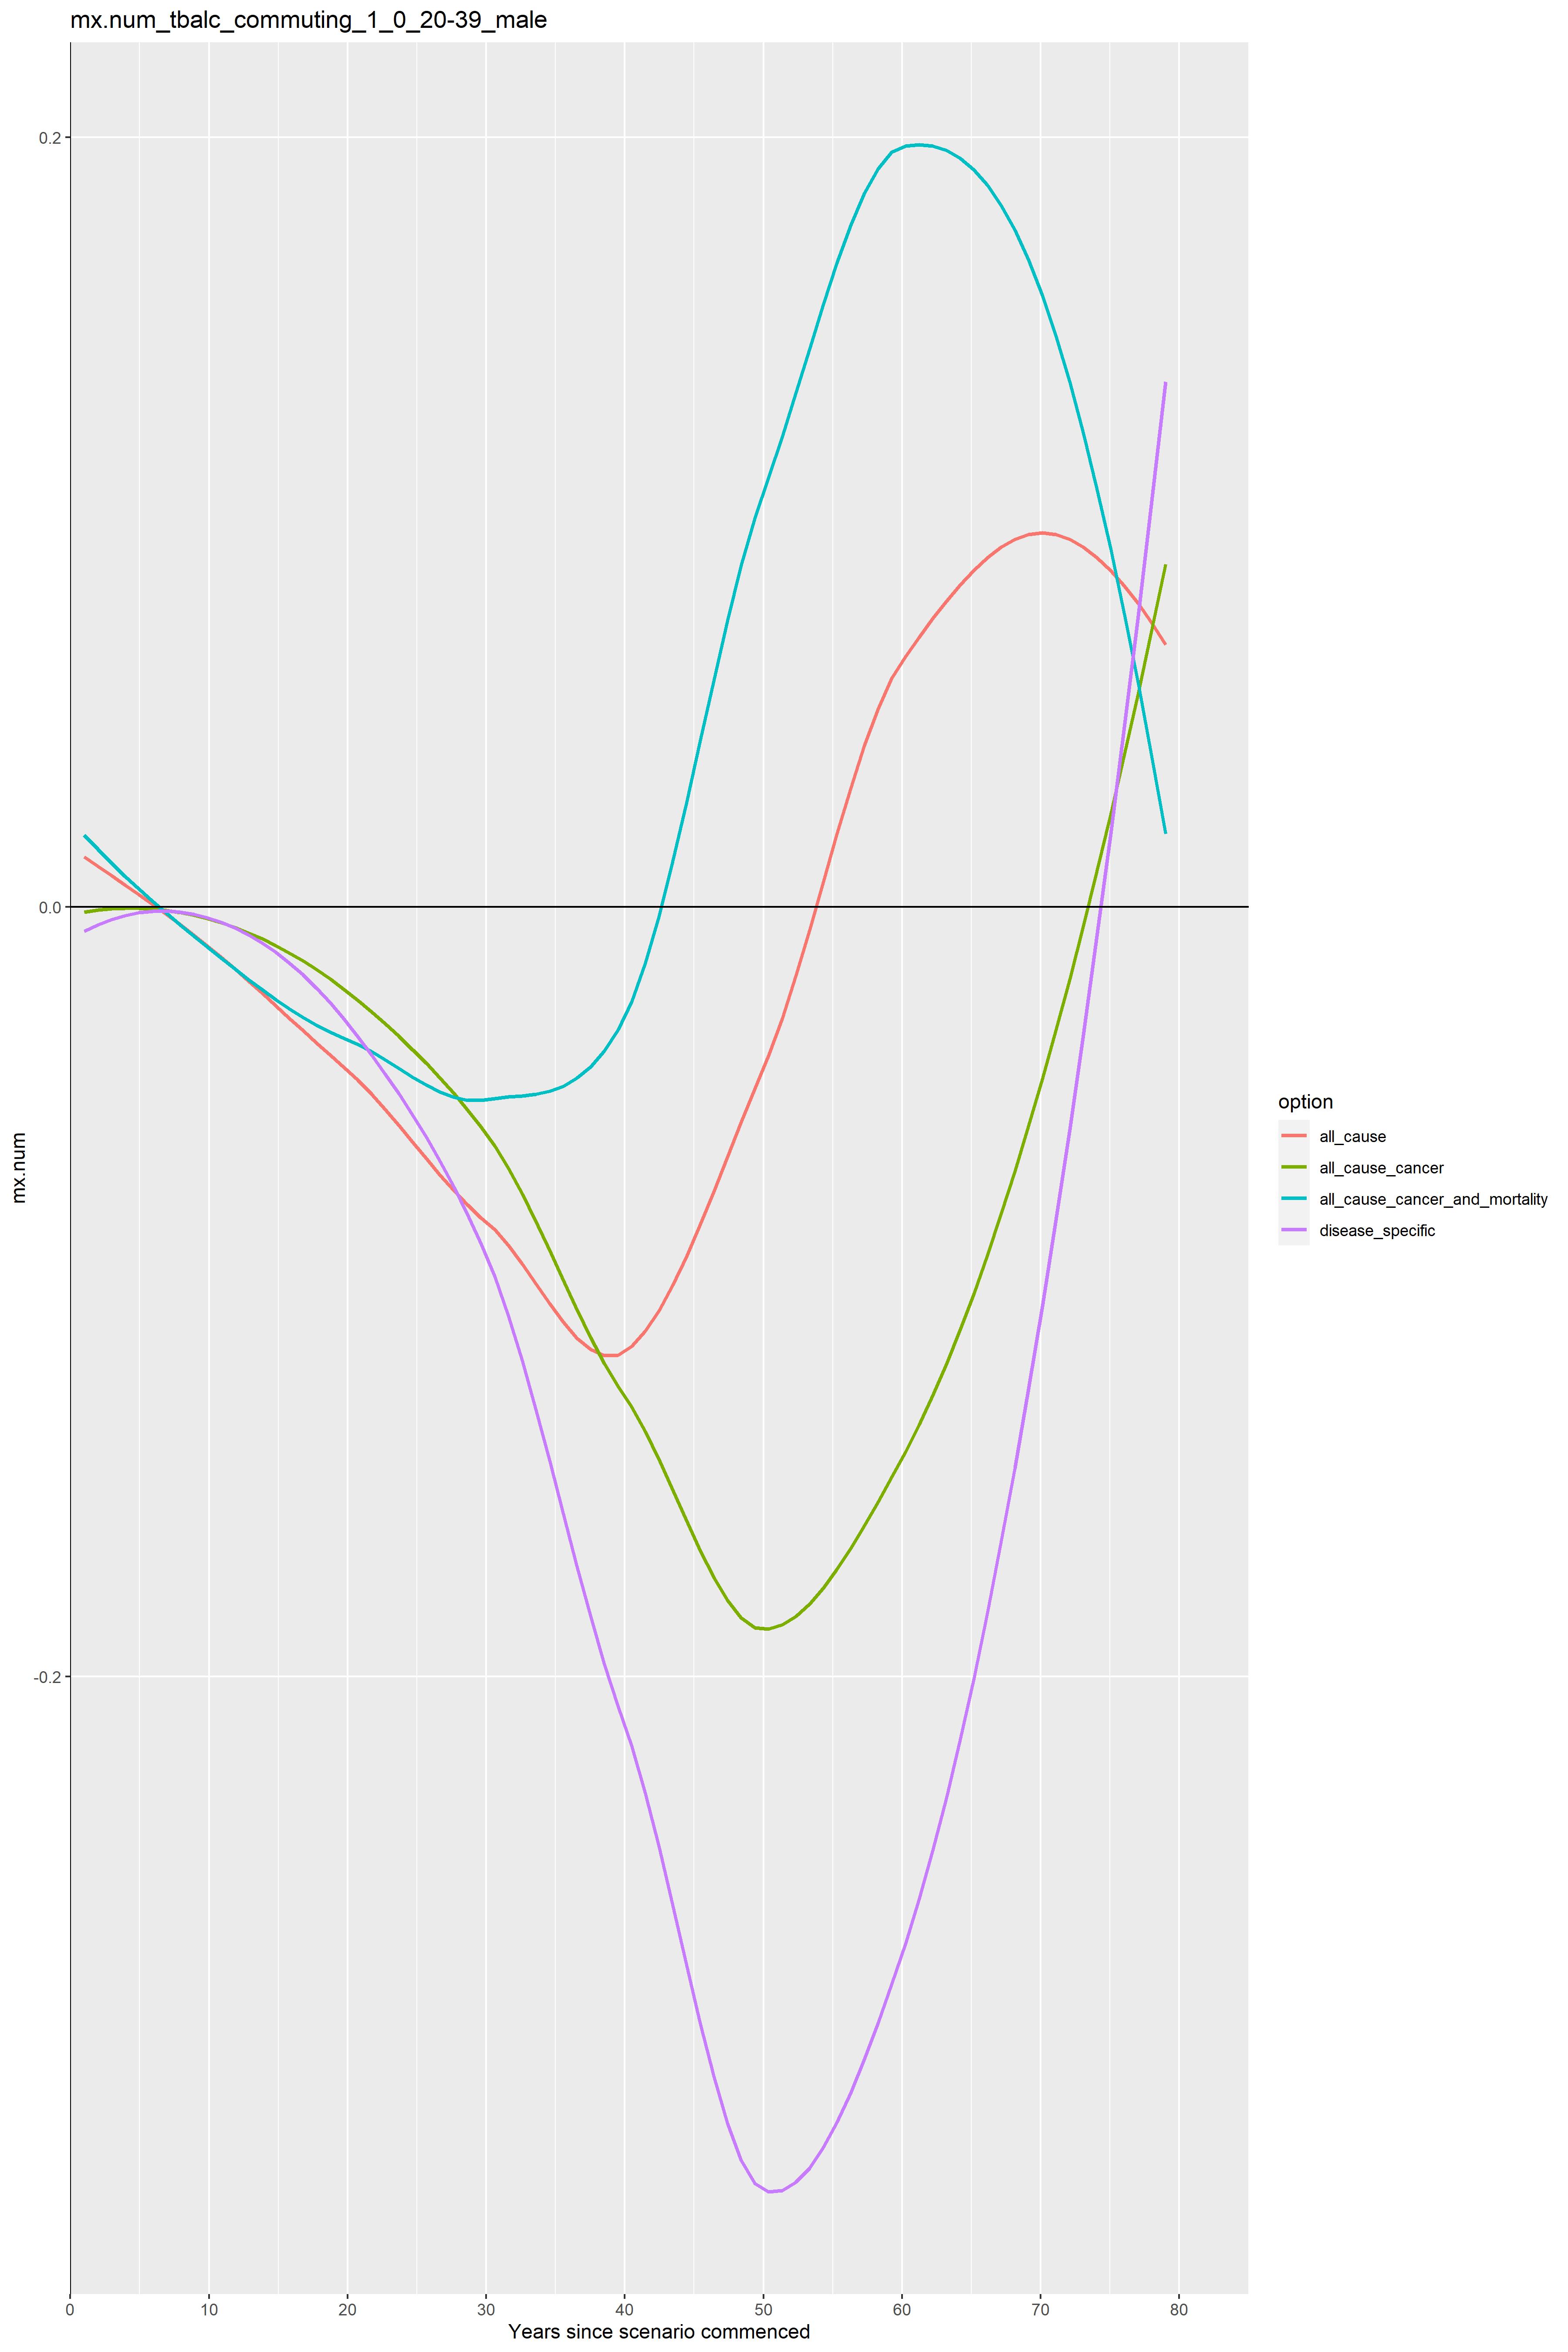 mx.num_tbalc_commuting_1_0_20-39_male
0.2
0.0
-0.2
mx.num
0 10 20 30 40 50 60 70 80
Years since scenario commenced
option
all_cause
all_cause_cancer
all_cause_cancer_and_mortality
disease_specific